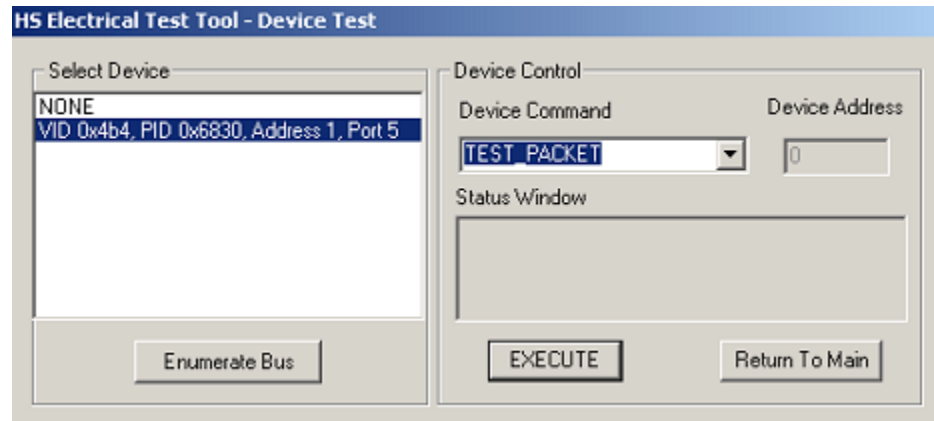 HS Electrical Test Tool - Device Test
Select Device
NONE
VID 0x4b4, PID 0x6830, Address 1, Port 5
Enumerate Bus
Device Control
Device Command
Device Address
TEST_PACKET
0
Status Window
EXECUTE
Return To Main